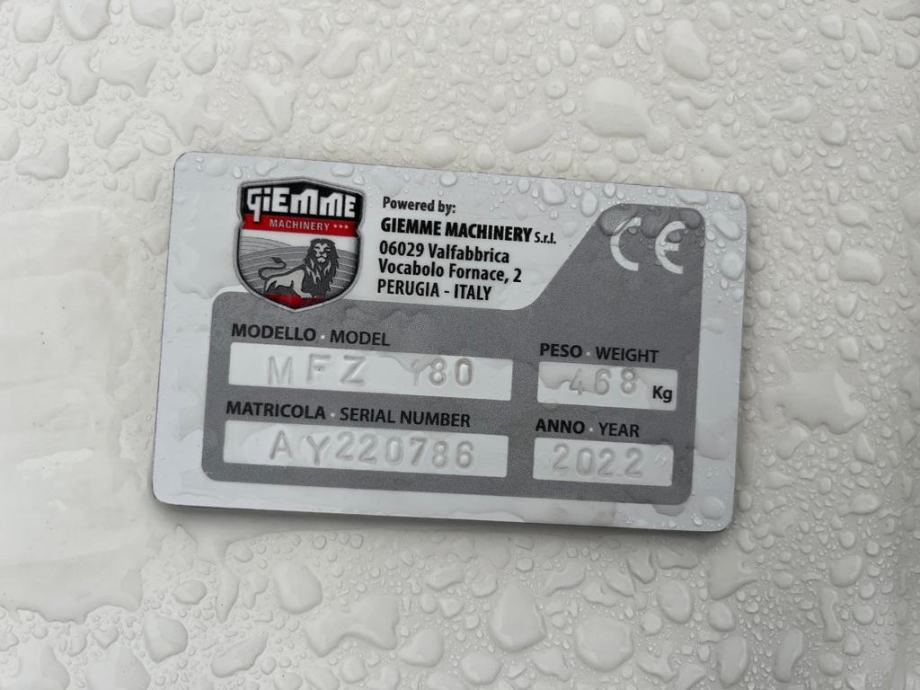 GiEMME
MACHINERY ***
Powered by:
GIEMME MACHINERY S.r.l.
06029 Valfabbrica
Vocabolo Fornace, 2
PERUGIA - ITALY
CE
MODELLO · MODEL
MFZ 180
PESO · WEIGHT
468 Kg
MATRICOLA · SERIAL NUMBER
AY220786
ANNO · YEAR
2022